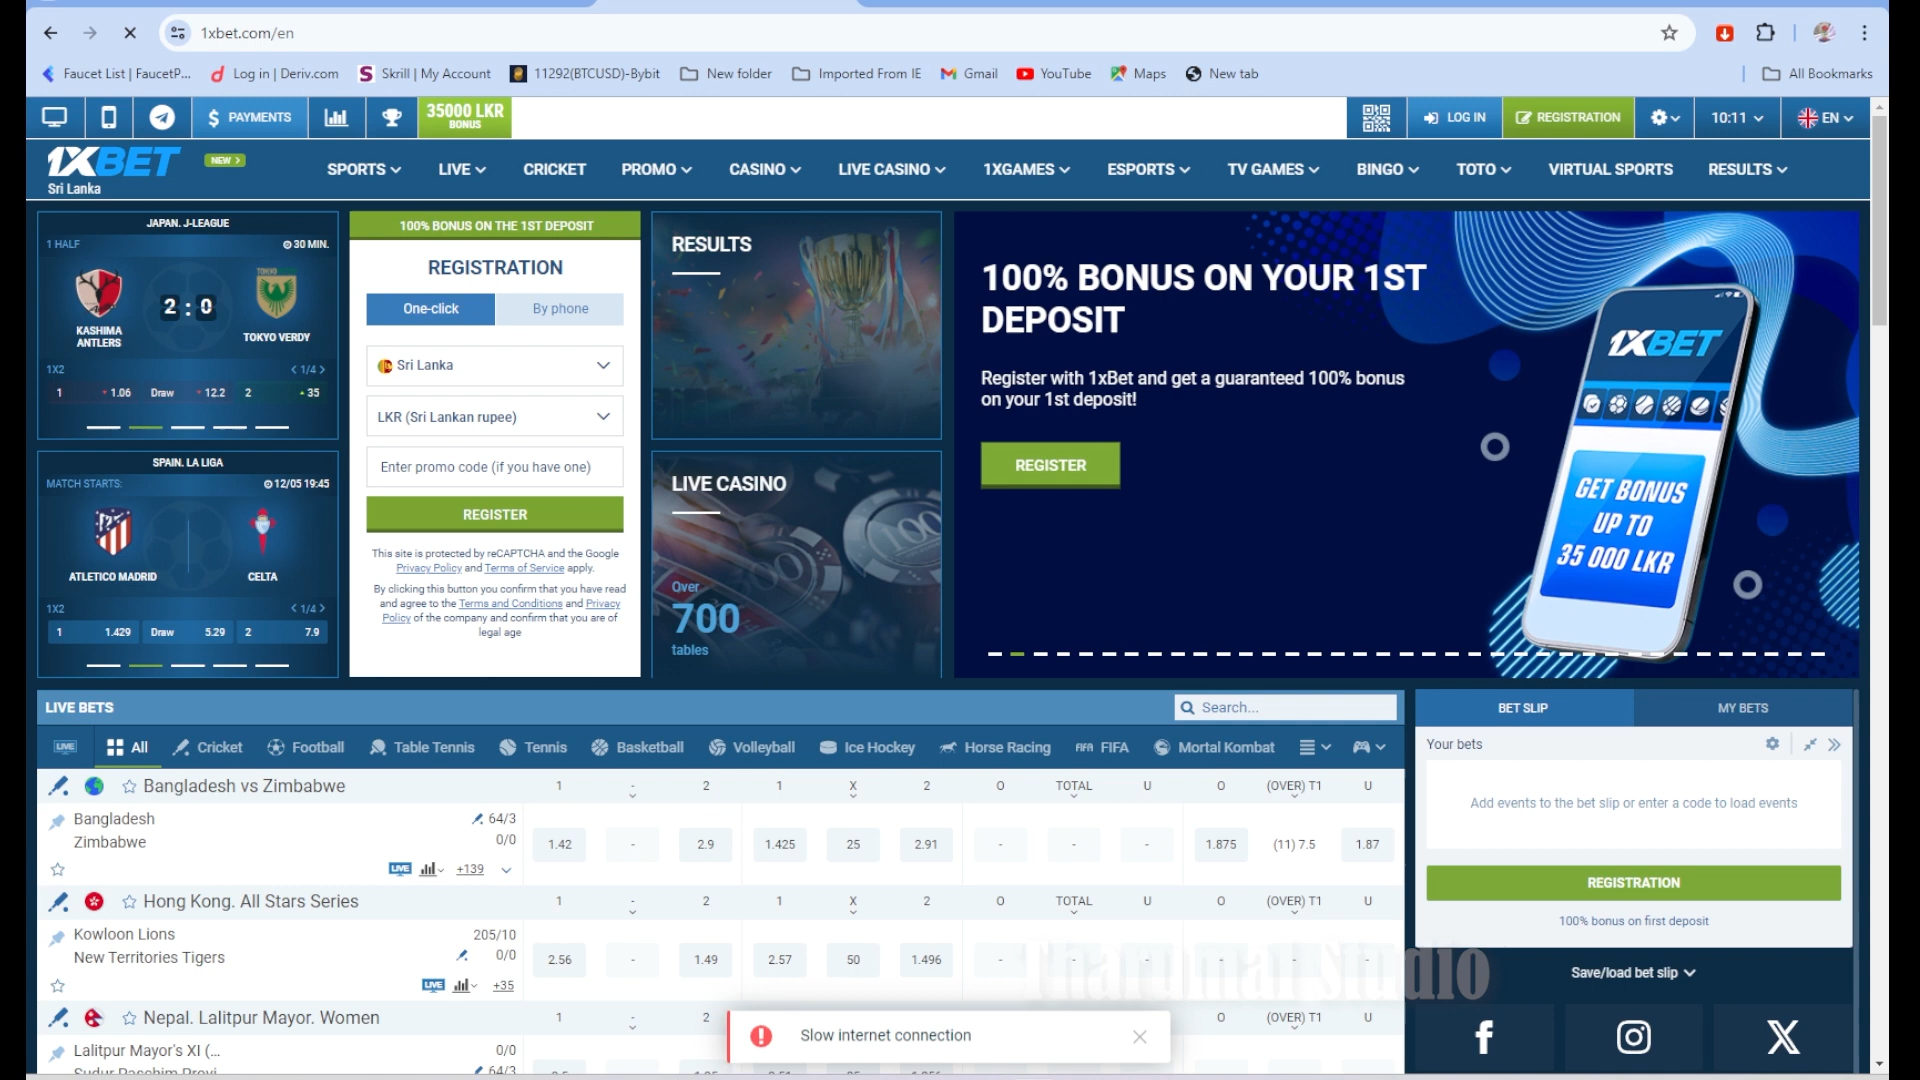 1xbet.com/en
Faucet List | FaucetP... Log in | Deriv.com Skrill | My Account 11292(BTCUSD)-Bybit New folder Imported From IE Gmail YouTube Maps New tab All Bookmarks
$ PAYMENTS 35000 LKR BONUS LOG IN REGISTRATION 10:11 EN
1XBET NEW >
Sri Lanka
SPORTS LIVE CRICKET PROMO CASINO LIVE CASINO 1XGAMES ESPORTS TV GAMES BINGO TOTO VIRTUAL SPORTS RESULTS
JAPAN. J-LEAGUE
1 HALF 30 MIN.
2 : 0
KASHIMA ANTLERS TOKYO VERDY
1X2 < 1/4 >
1 1.06 Draw 12.2 2 35
SPAIN. LA LIGA
MATCH STARTS: 12/05 19:45
ATLETICO MADRID CELTA
1X2 < 1/4 >
1 1.429 Draw 5.29 2 7.9
100% BONUS ON THE 1ST DEPOSIT
REGISTRATION
One-click By phone
Sri Lanka
LKR (Sri Lankan rupee)
Enter promo code (if you have one)
REGISTER
This site is protected by reCAPTCHA and the Google
Privacy Policy and Terms of Service apply.
By clicking this button you confirm that you have read
and agree to the Terms and Conditions and Privacy
Policy of the company and confirm that you are of
legal age
RESULTS
LIVE CASINO
Over
700
tables
100% BONUS ON YOUR 1ST
DEPOSIT
Register with 1xBet and get a guaranteed 100% bonus
on your 1st deposit!
REGISTER
1XBET
GET BONUS
UP TO
35 000 LKR
LIVE BETS Search...
LIVE All Cricket Football Table Tennis Tennis Basketball Volleyball Ice Hockey Horse Racing FIFA FIFA Mortal Kombat
Bangladesh vs Zimbabwe 1 - 2 1 X 2 O TOTAL U O (OVER) T1 U
Bangladesh 64/3
Zimbabwe 0/0
1.42 - 2.9 1.425 25 2.91 - - - 1.875 (11) 7.5 1.87
LIVE +139
Hong Kong. All Stars Series 1 - 2 1 X 2 O TOTAL U O (OVER) T1 U
Kowloon Lions 205/10
New Territories Tigers 0/0
2.56 - 1.49 2.57 50 1.496 - - - - - -
LIVE +35
Nepal. Lalitpur Mayor. Women 1 - 2 O (OVER) T1 U
Lalitpur Mayor's XI (... 0/0
64/3
Slow internet connection
BET SLIP MY BETS
Your bets
Add events to the bet slip or enter a code to load events
REGISTRATION
100% bonus on first deposit
Save/load bet slip